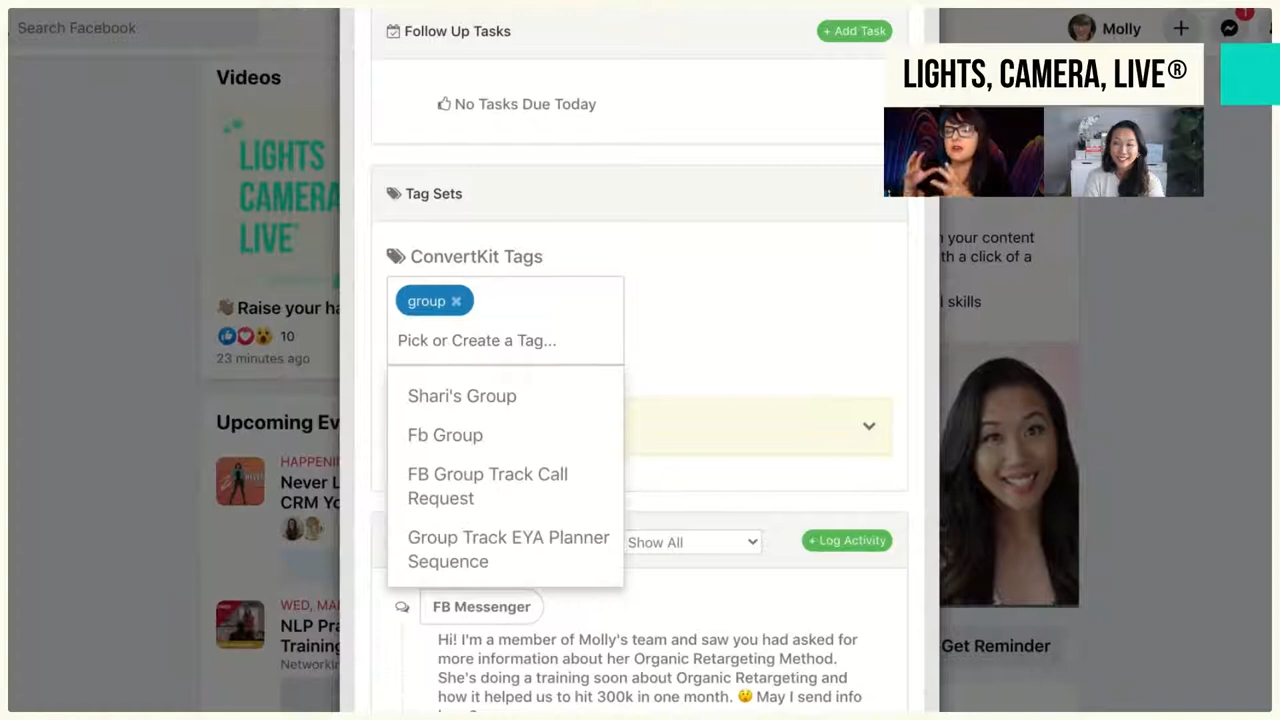 Search Facebook
Molly
1
Videos
LIGHTS
CAMERA
LIVE
Raise your ha
10
23 minutes ago
Upcoming Ev
HAPPENI
Never L
CRM Yo
WED, MA
NLP Pra
Training
Networki
Follow Up Tasks
+ Add Task
No Tasks Due Today
Tag Sets
ConvertKit Tags
group ×
Pick or Create a Tag...
Shari's Group
Fb Group
FB Group Track Call
Request
Group Track EYA Planner
Sequence
Show All
+ Log Activity
FB Messenger
Hi! I'm a member of Molly's team and saw you had asked for
more information about her Organic Retargeting Method.
She's doing a training soon about Organic Retargeting and
how it helped us to hit 300k in one month. 😯 May I send info
LIGHTS, CAMERA, LIVE®
your content
th a click of a
skills
Get Reminder